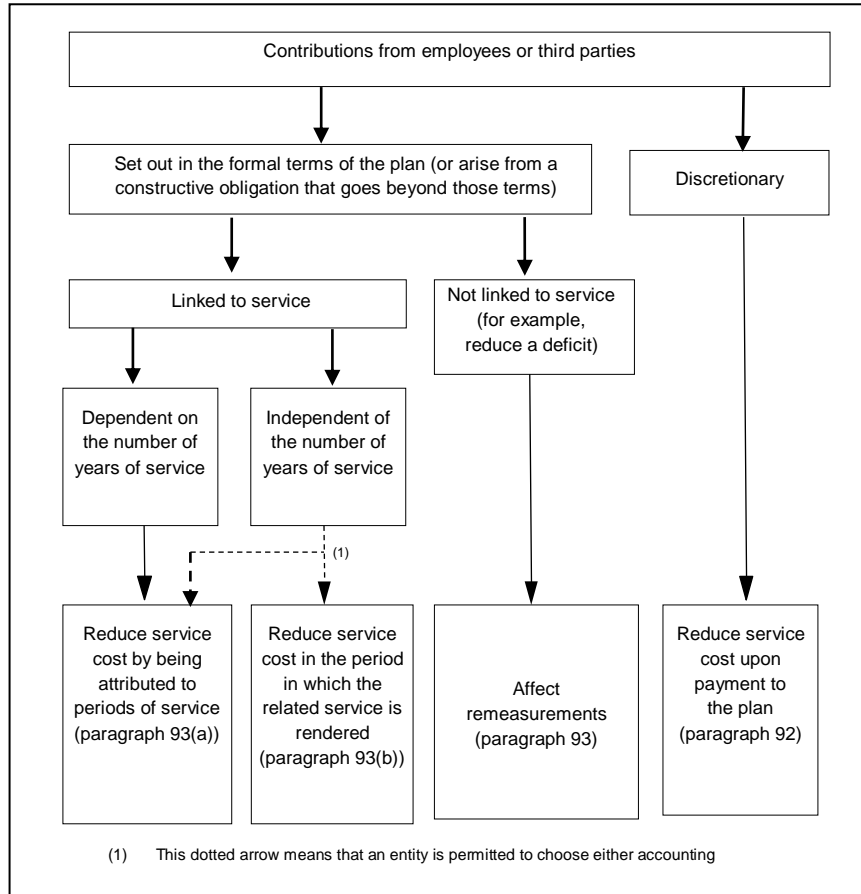 Contributions from employees or third parties
Set out in the formal terms of the plan (or arise from a
constructive obligation that goes beyond those terms)
Discretionary
Linked to service
Not linked to service
(for example,
reduce a deficit)
Dependent on
the number of
years of service
Independent of
the number of
years of service
(1)
Reduce service
cost by being
attributed to
periods of service
(paragraph 93(a))
Reduce service
cost in the period
in which the
related service is
rendered
(paragraph 93(b))
Affect
remeasurements
(paragraph 93)
Reduce service
cost upon
payment to
the plan
(paragraph 92)
(1) This dotted arrow means that an entity is permitted to choose either accounting